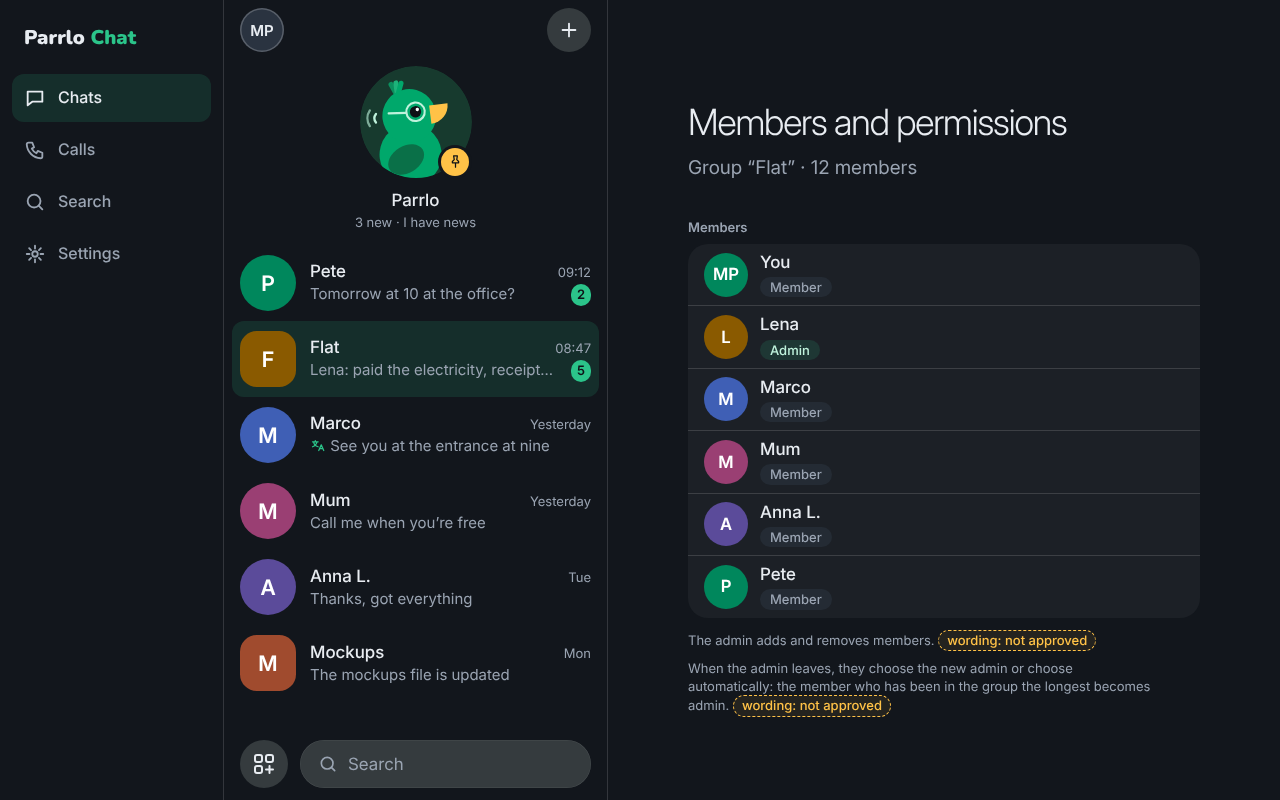 Parrlo Chat
Chats
Calls
Search
Settings
MP
Parrlo
3 new · I have news
P
Pete
09:12
Tomorrow at 10 at the office?
2
F
Flat
08:47
Lena: paid the electricity, receipt…
5
M
Marco
Yesterday
See you at the entrance at nine
M
Mum
Yesterday
Call me when you’re free
A
Anna L.
Tue
Thanks, got everything
M
Mockups
Mon
The mockups file is updated
Search
Members and permissions
Group “Flat” · 12 members
Members
MP
You
Member
L
Lena
Admin
M
Marco
Member
M
Mum
Member
A
Anna L.
Member
P
Pete
Member
The admin adds and removes members. wording: not approved
When the admin leaves, they choose the new admin or choose
automatically: the member who has been in the group the longest becomes
admin. wording: not approved